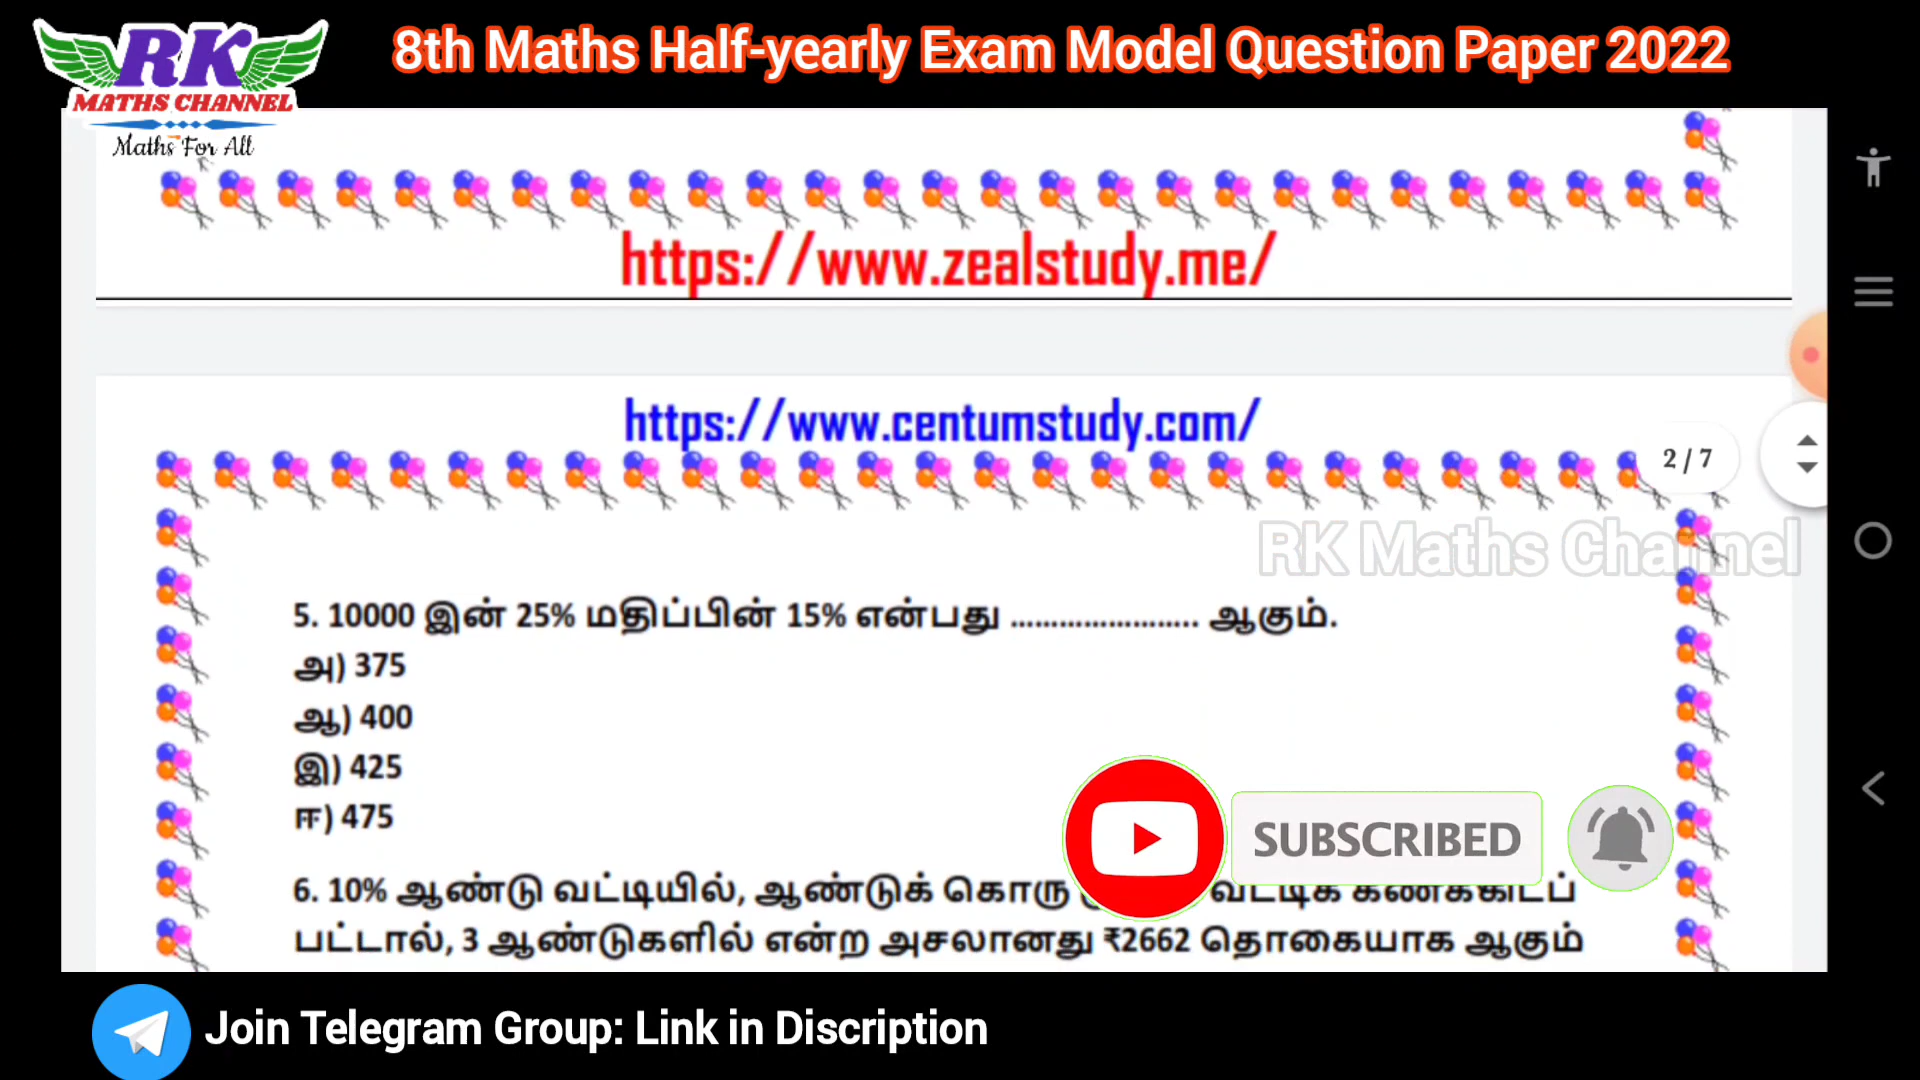 RK
MATHS CHANNEL
Maths For All
8th Maths Half-yearly Exam Model Question Paper 2022
https://www.zealstudy.me/
https://www.centumstudy.com/
2 / 7
RK Maths Channel
5. 10000 இன் 25% மதிப்பின் 15% என்பது ...................... ஆகும்.
அ) 375
ஆ) 400
இ) 425
ஈ) 475
SUBSCRIBED
6. 10% ஆண்டு வட்டியில், ஆண்டுக் கொரு வட்டிக் கணக்கிடப்
பட்டால், 3 ஆண்டுகளில் என்ற அசலானது ₹2662 தொகையாக ஆகும்
Join Telegram Group: Link in Discription